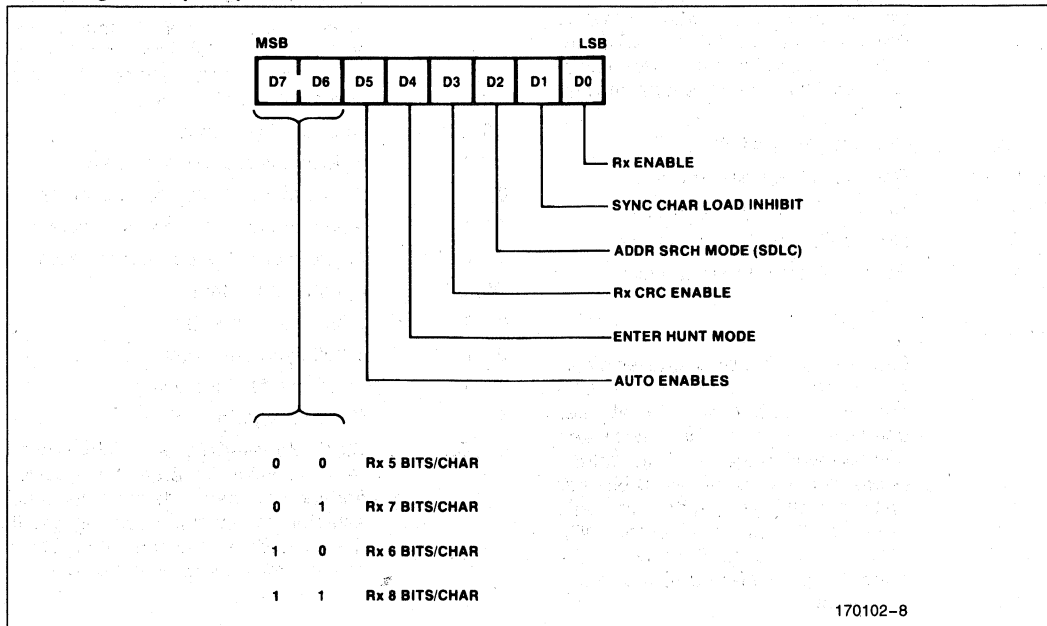 MSB LSB
D7 D6 D5 D4 D3 D2 D1 D0
Rx ENABLE
SYNC CHAR LOAD INHIBIT
ADDR SRCH MODE (SDLC)
Rx CRC ENABLE
ENTER HUNT MODE
AUTO ENABLES
0 0 Rx 5 BITS/CHAR
0 1 Rx 7 BITS/CHAR
1 0 Rx 6 BITS/CHAR
1 1 Rx 8 BITS/CHAR
170102-8